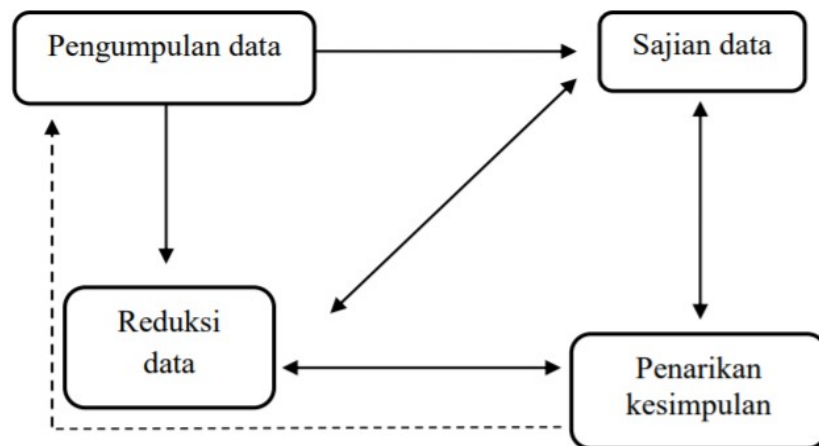 Pengumpulan data
Sajian data
Reduksi
data
Penarikan
kesimpulan